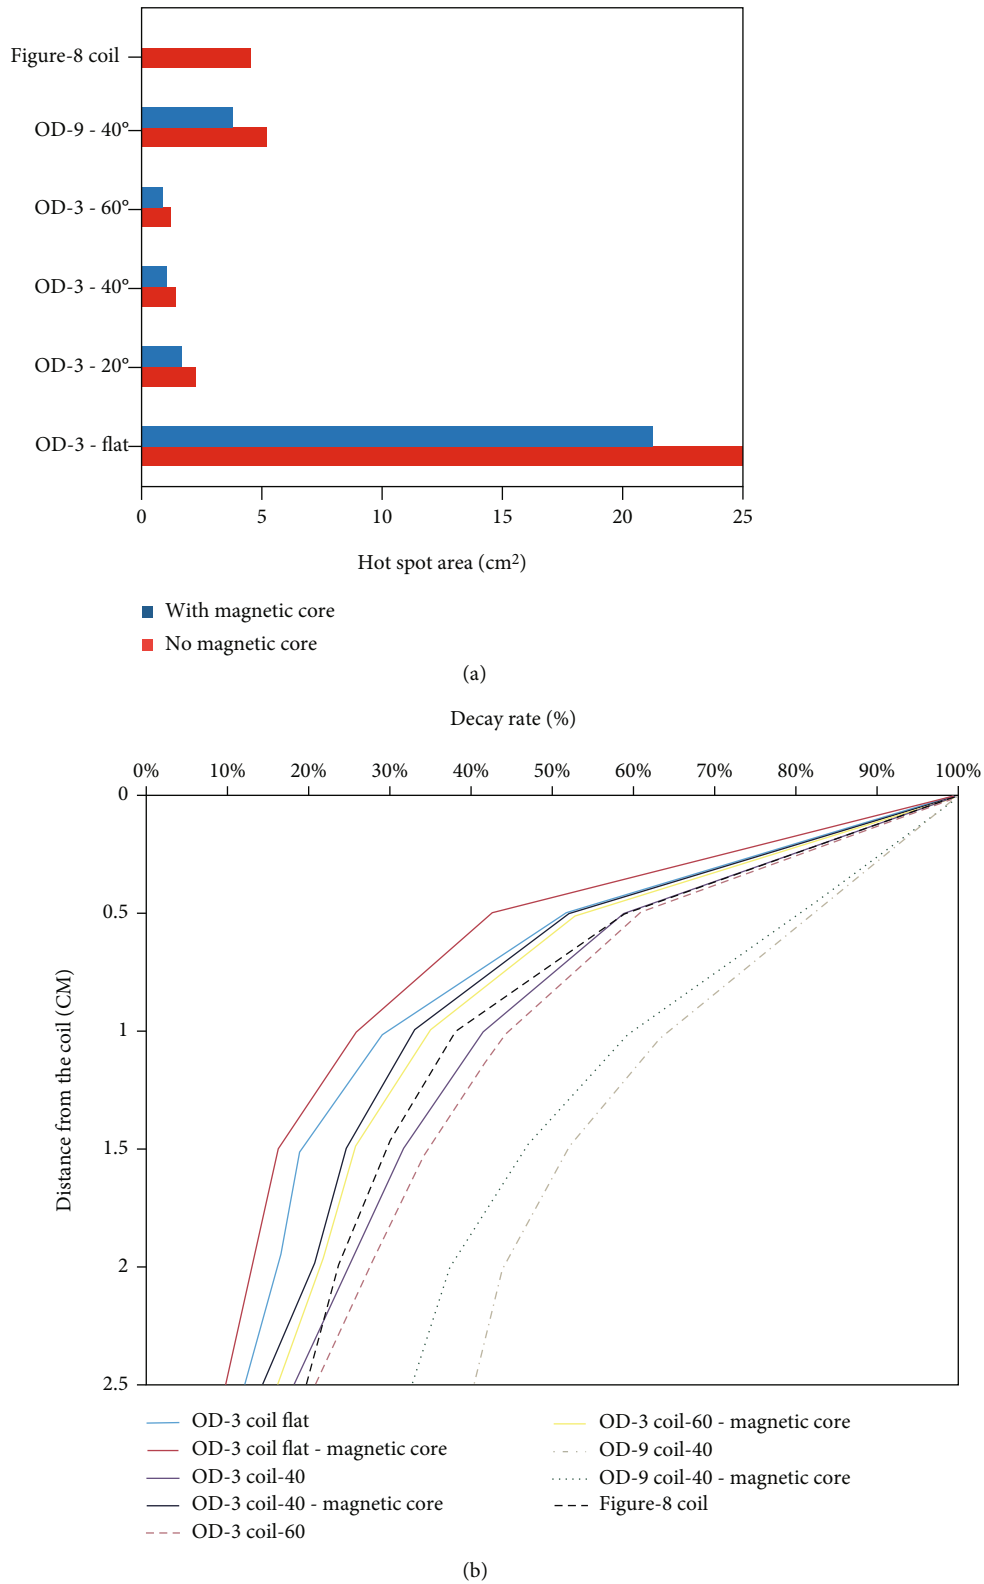 Figure-8 coil
OD-9 - 40°
OD-3 - 60°
OD-3 - 40°
OD-3 - 20°
OD-3 - flat
0 5 10 15 20 25
Hot spot area (cm²)
With magnetic core
No magnetic core
(a)
Decay rate (%)
0% 10% 20% 30% 40% 50% 60% 70% 80% 90% 100%
0
0.5
1
1.5
2
2.5
Distance from the coil (CM)
OD-3 coil flat
OD-3 coil flat - magnetic core
OD-3 coil-40
OD-3 coil-40 - magnetic core
OD-3 coil-60
OD-3 coil-60 - magnetic core
OD-9 coil-40
OD-9 coil-40 - magnetic core
Figure-8 coil
(b)